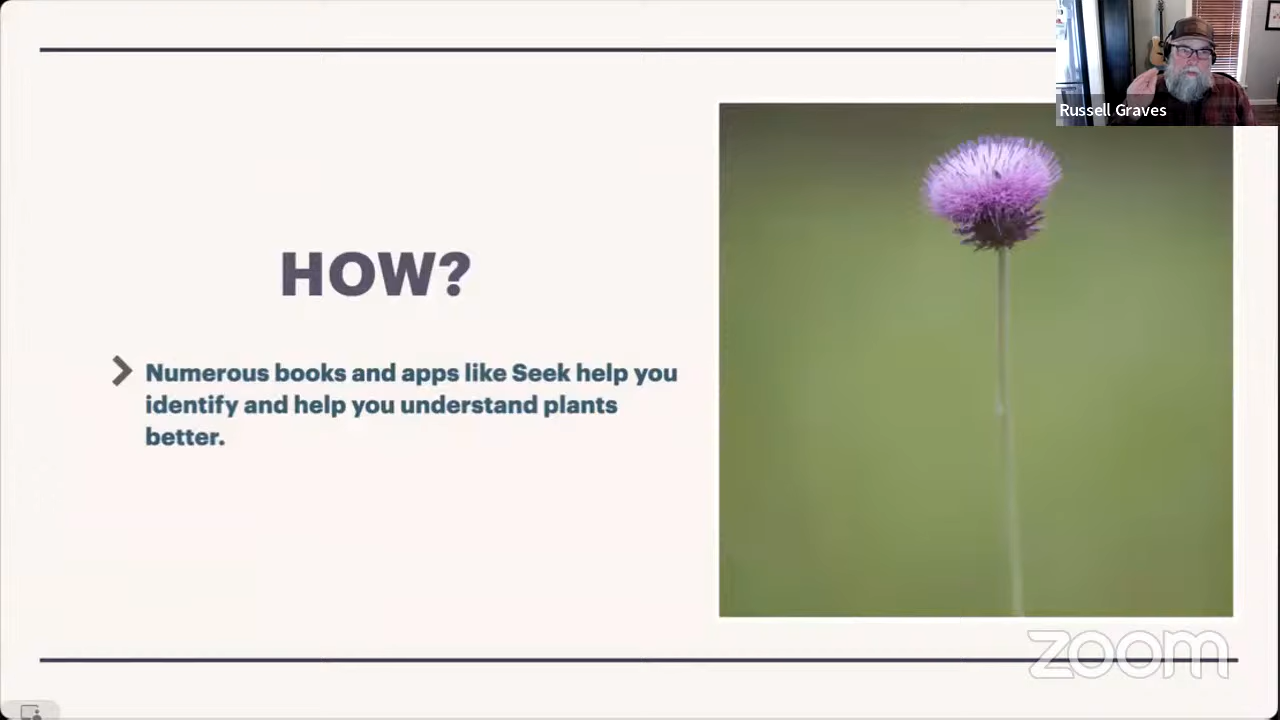 Russell Graves
HOW?
Numerous books and apps like Seek help you
identify and help you understand plants
better.
zoom